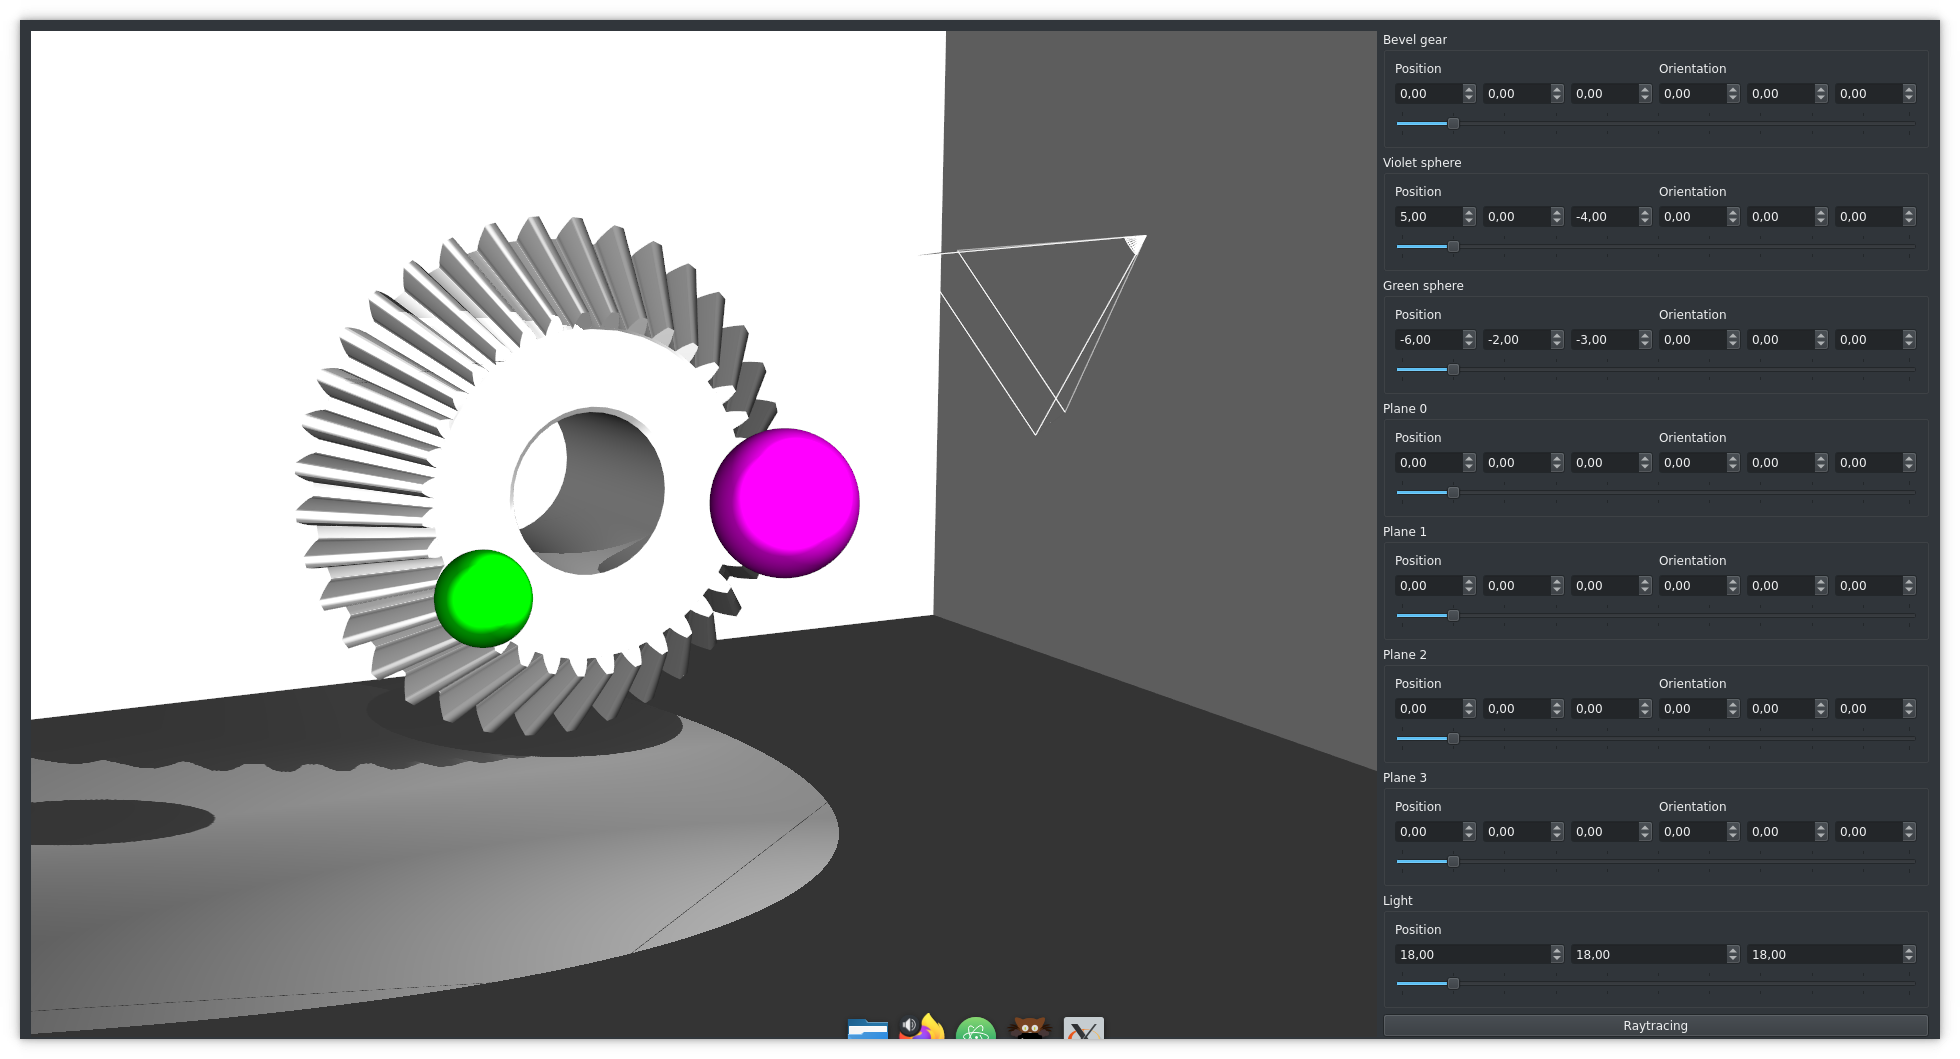 Bevel gear
Position Orientation
0,00 0,00 0,00 0,00 0,00 0,00
Violet sphere
Position Orientation
5,00 0,00 -4,00 0,00 0,00 0,00
Green sphere
Position Orientation
-6,00 -2,00 -3,00 0,00 0,00 0,00
Plane 0
Position Orientation
0,00 0,00 0,00 0,00 0,00 0,00
Plane 1
Position Orientation
0,00 0,00 0,00 0,00 0,00 0,00
Plane 2
Position Orientation
0,00 0,00 0,00 0,00 0,00 0,00
Plane 3
Position Orientation
0,00 0,00 0,00 0,00 0,00 0,00
Light
Position
18,00 18,00 18,00
Raytracing